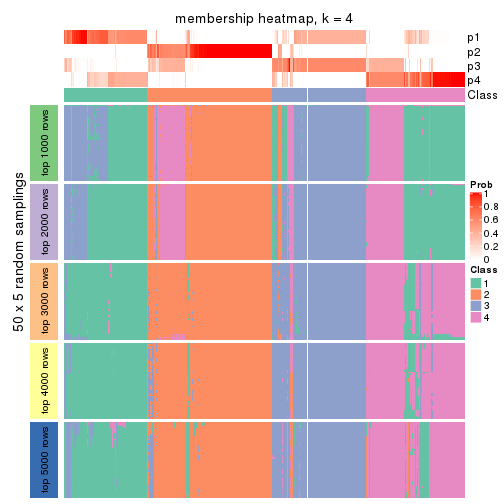 membership heatmap, k = 4
p1
p2
p3
p4
Class
50 x 5 random samplings
top 1000 rows
top 2000 rows
top 3000 rows
top 4000 rows
top 5000 rows
Prob
1
0.8
0.6
0.4
0.2
0
Class
1
2
3
4